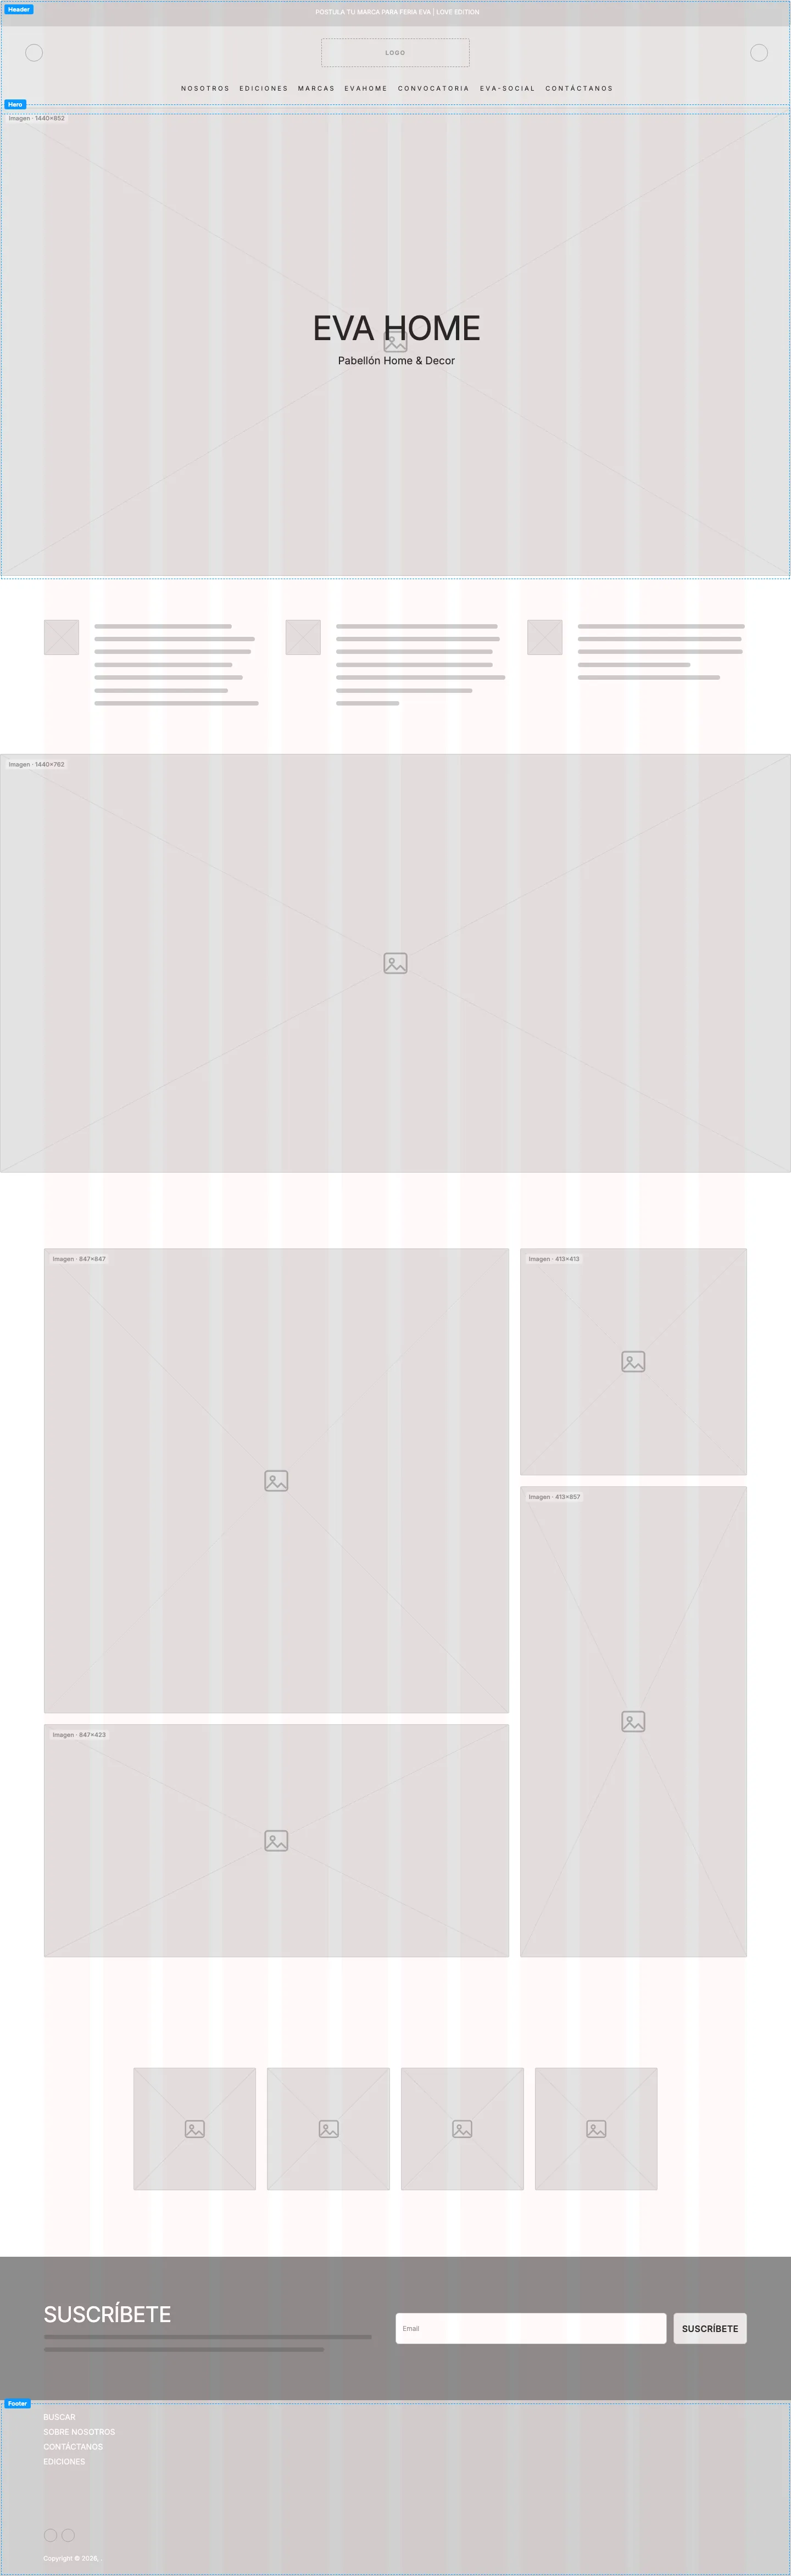 Header
POSTULA TU MARCA PARA FERIA EVA | LOVE EDITION
LOGO
NOSOTROS EDICIONES MARCAS EVAHOME CONVOCATORIA EVA-SOCIAL CONTÁCTANOS
Hero
Imagen · 1440×852
EVA HOME
Pabellón Home & Decor
Imagen · 1440×762
Imagen · 847×847
Imagen · 413×413
Imagen · 413×857
Imagen · 847×423
SUSCRÍBETE
Email
SUSCRÍBETE
Footer
BUSCAR
SOBRE NOSOTROS
CONTÁCTANOS
EDICIONES
Copyright © 2026, .